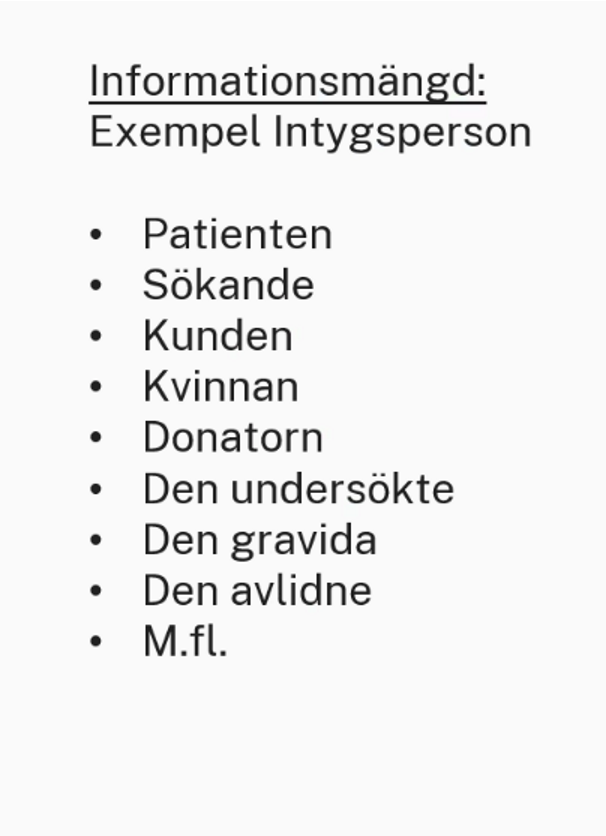 Informationsmängd:
Exempel Intygsperson
• Patienten
• Sökande
• Kunden
• Kvinnan
• Donatorn
• Den undersökte
• Den gravida
• Den avlidne
• M.fl.